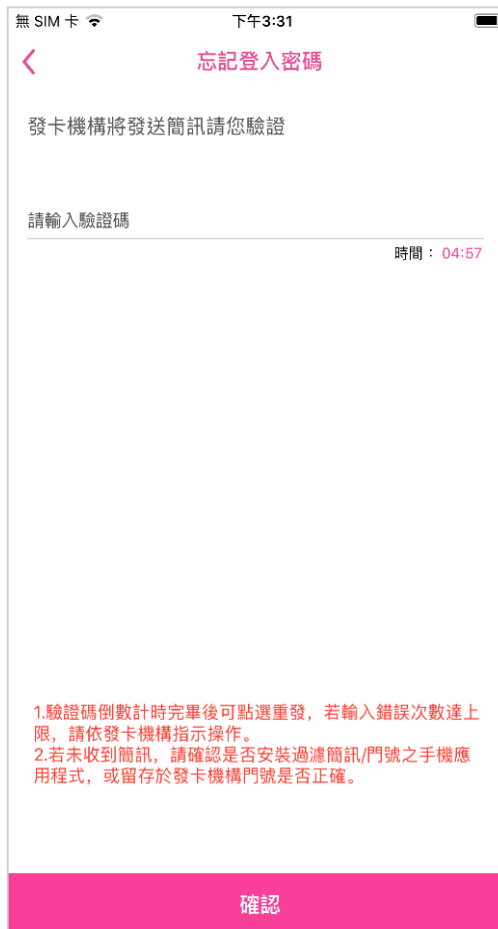 無 SIM 卡
下午3:31
忘記登入密碼
發卡機構將發送簡訊請您驗證
請輸入驗證碼
時間： 04:57
1.驗證碼倒數計時完畢後可點選重發，若輸入錯誤次數達上
限，請依發卡機構指示操作。
2.若未收到簡訊，請確認是否安裝過濾簡訊/門號之手機應
用程式，或留存於發卡機構門號是否正確。
確認